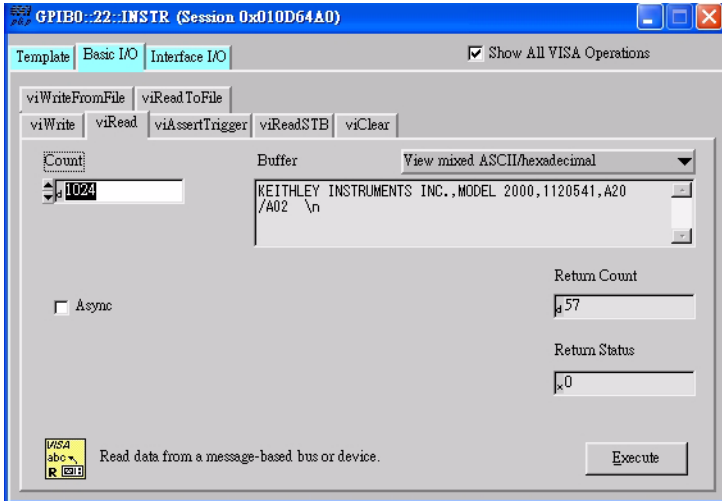 GPIB0::22::INSTR (Session 0x010D64A0)
Template Basic I/O Interface I/O
Show All VISA Operations
viWriteFromFile viReadToFile
viWrite viRead viAssertTrigger viReadSTB viClear
Count
d 1024
Buffer
View mixed ASCII/hexadecimal
KEITHLEY INSTRUMENTS INC.,MODEL 2000,1120541,A20
/A02 \n
Return Count
d 57
Async
Return Status
x 0
VISA
abc
R
Read data from a message-based bus or device.
Execute